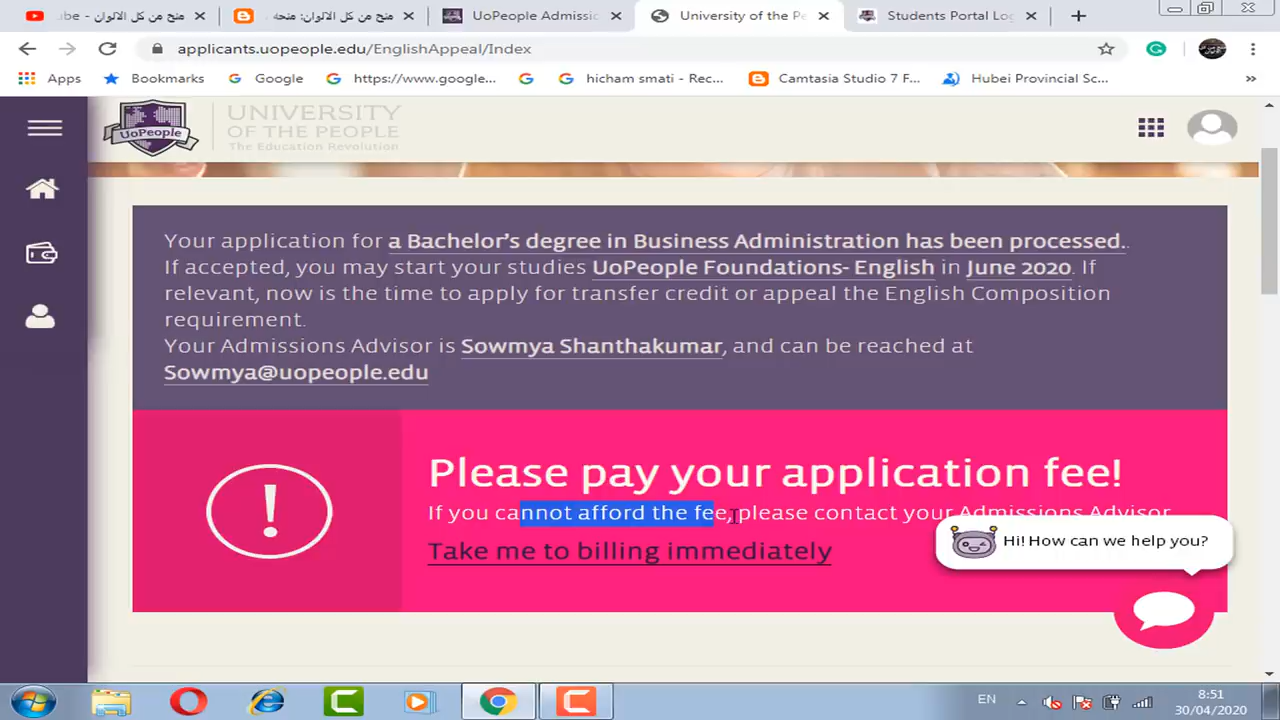 ube - منح من كل الالوان
منح من كل الالوان: منحة
UoPeople Admissic
University of the Pe
Students Portal Log
applicants.uopeople.edu/EnglishAppeal/Index
Apps
Bookmarks
Google
https://www.google...
hicham smati - Rec...
Camtasia Studio 7 F...
Hubei Provincial Sc...
»
UoPeople
UNIVERSITY
OF THE PEOPLE
The Education Revolution
Your application for a Bachelor's degree in Business Administration has been processed..
If accepted, you may start your studies UoPeople Foundations- English in June 2020. If
relevant, now is the time to apply for transfer credit or appeal the English Composition
requirement.
Your Admissions Advisor is Sowmya Shanthakumar, and can be reached at
Sowmya@uopeople.edu
!
Please pay your application fee!
If you cannot afford the fee, please contact your Admissions Advisor
Take me to billing immediately
Hi! How can we help you?
EN
8:51
30/04/2020